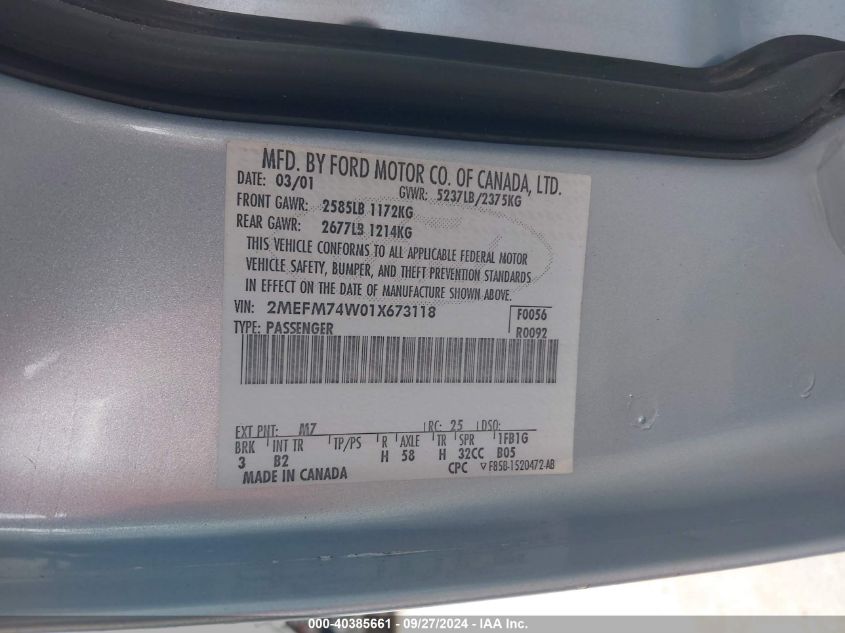 MFD. BY FORD MOTOR CO. OF CANADA, LTD.
DATE: 03/01 GVWR: 5237LB/2375KG
FRONT GAWR: 2585LB 1172KG
REAR GAWR: 2677LB 1214KG
THIS VEHICLE CONFORMS TO ALL APPLICABLE FEDERAL MOTOR
VEHICLE SAFETY, BUMPER, AND THEFT PREVENTION STANDARDS
IN EFFECT ON THE DATE OF MANUFACTURE SHOWN ABOVE.
VIN: 2MEFM74W01X673118 F0056
TYPE: PASSENGER R0092
EXT PNT: M7 RC: 25 DSO:
BRK INT TR TP/PS R AXLE TR SPR 1FB1G
3 B2 H 58 H 32CC B05
MADE IN CANADA CPC F85B-1520472-AB
000-40385661 - 09/27/2024 - IAA Inc.